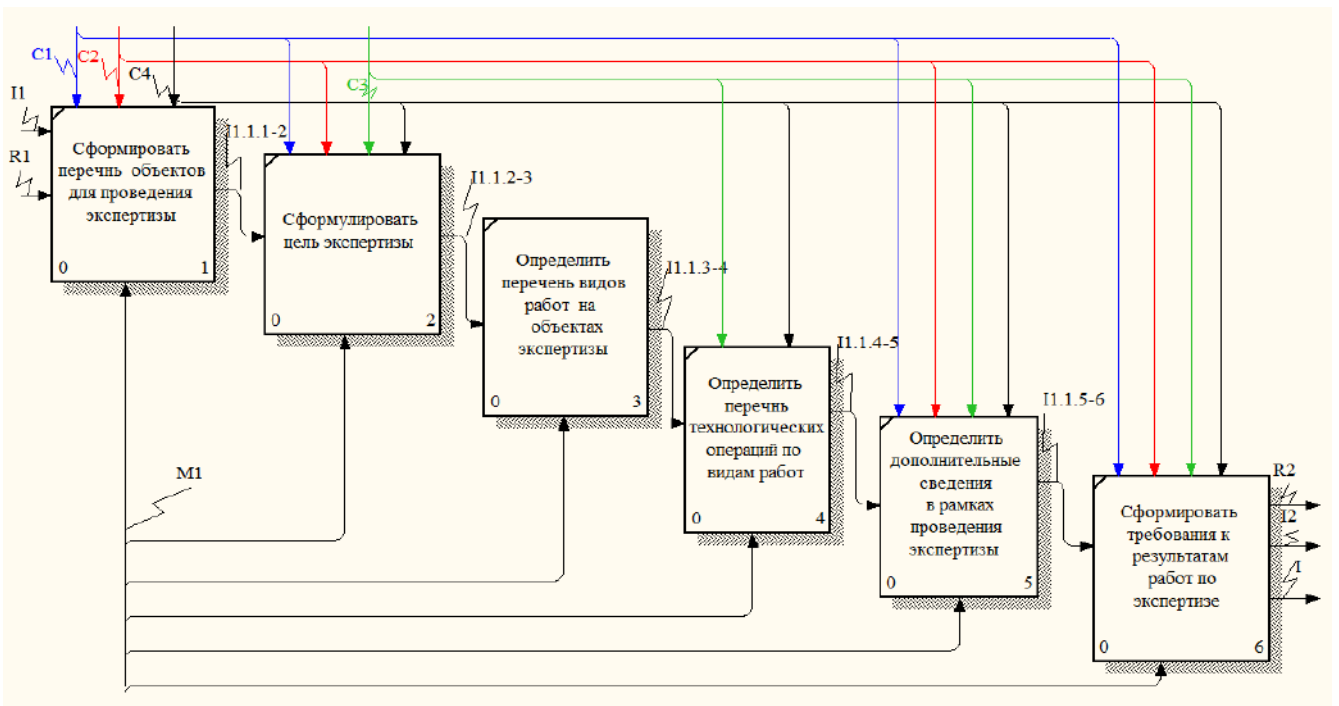 C1
C2
C4
C3
I1
R1
Сформировать
перечнь объектов
для проведения
экспертизы
0 1
I1.1.1-2
Сформулировать
цель экспертизы
0 2
I1.1.2-3
Определить
перечень видов
работ на
объектах
экспертизы
0 3
I1.1.3-4
Определить
перечнь
технологических
операций по
видам работ
0 4
I1.1.4-5
Определить
дополнительные
сведения
в рамках
проведения
экспертизы
0 5
I1.1.5-6
Сформировать
требования к
результатам
работ по
экспертизе
0 6
R2
I2
M1